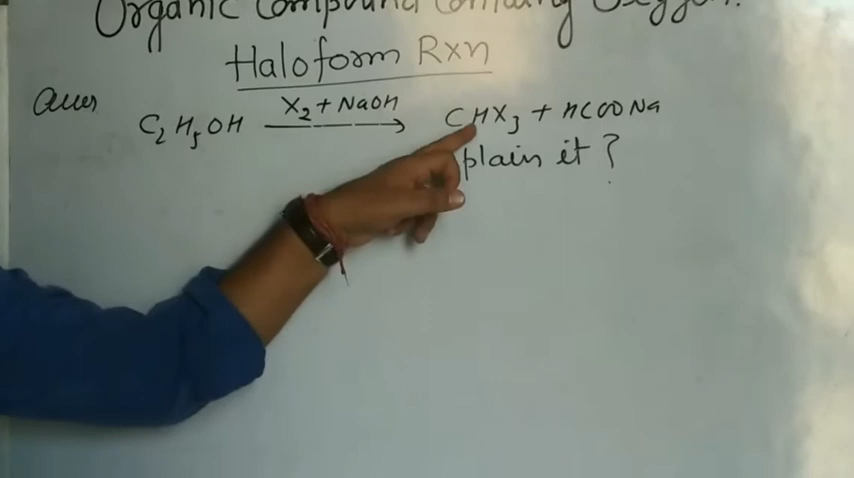 Organic Compound Containing Oxygen.
Haloform Rxn
Ques
C₂H₅OH X₂+NaOH → CHX₃ + HCOONa
plain it ?